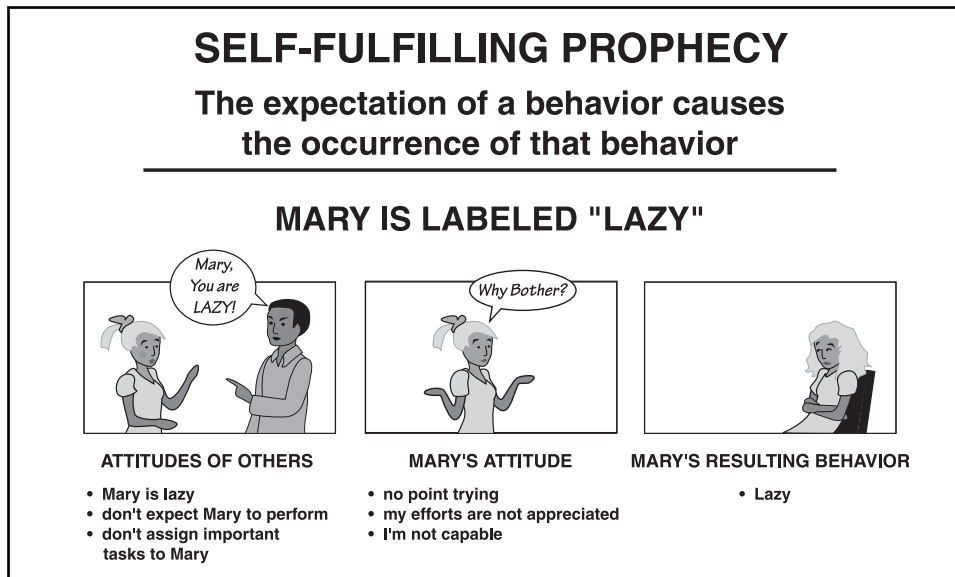 SELF-FULFILLING PROPHECY
The expectation of a behavior causes
the occurrence of that behavior
MARY IS LABELED "LAZY"
Mary,
You are
LAZY!
Why Bother?
ATTITUDES OF OTHERS
• Mary is lazy
• don't expect Mary to perform
• don't assign important
tasks to Mary
MARY'S ATTITUDE
• no point trying
• my efforts are not appreciated
• I'm not capable
MARY'S RESULTING BEHAVIOR
• Lazy